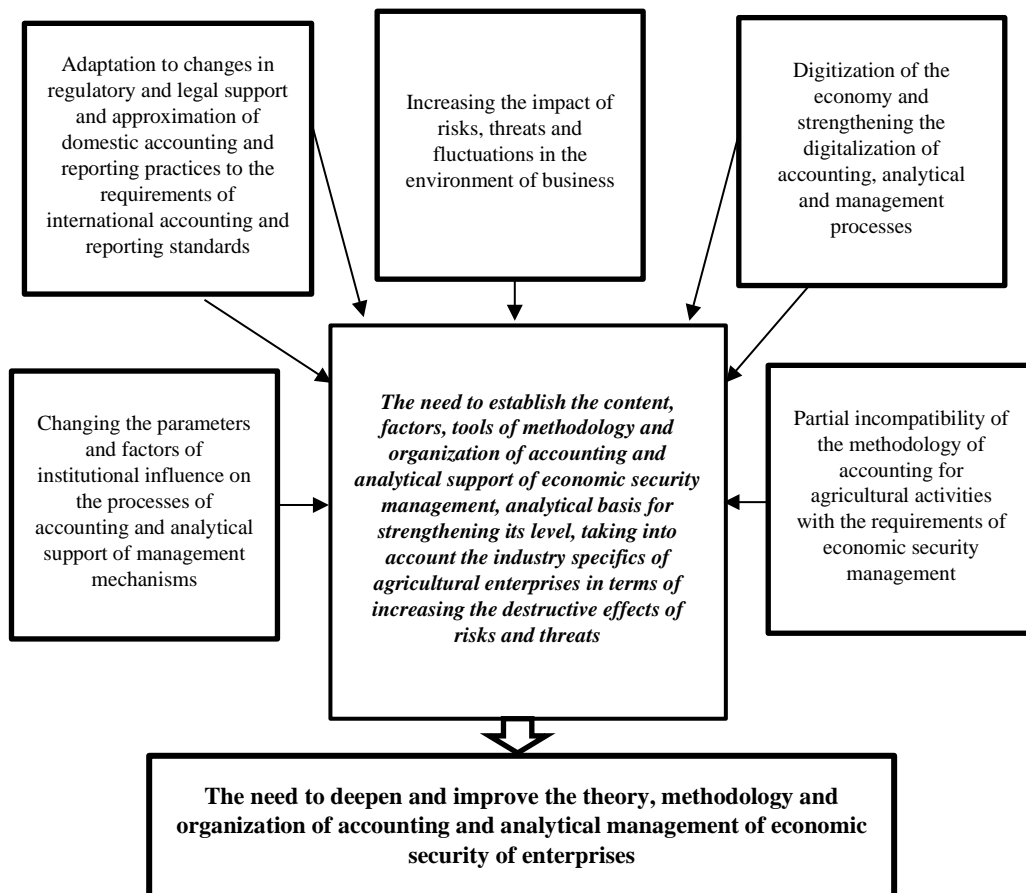 Adaptation to changes in
regulatory and legal support
and approximation of
domestic accounting and
reporting practices to the
requirements of
international accounting and
reporting standards
Increasing the impact of
risks, threats and
fluctuations in the
environment of business
Digitization of the
economy and
strengthening the
digitalization of
accounting, analytical
and management
processes
Changing the parameters
and factors of
institutional influence on
the processes of
accounting and analytical
support of management
mechanisms
The need to establish the content,
factors, tools of methodology and
organization of accounting and
analytical support of economic security
management, analytical basis for
strengthening its level, taking into
account the industry specifics of
agricultural enterprises in terms of
increasing the destructive effects of
risks and threats
Partial incompatibility of
the methodology of
accounting for
agricultural activities
with the requirements of
economic security
management
The need to deepen and improve the theory, methodology and
organization of accounting and analytical management of economic
security of enterprises